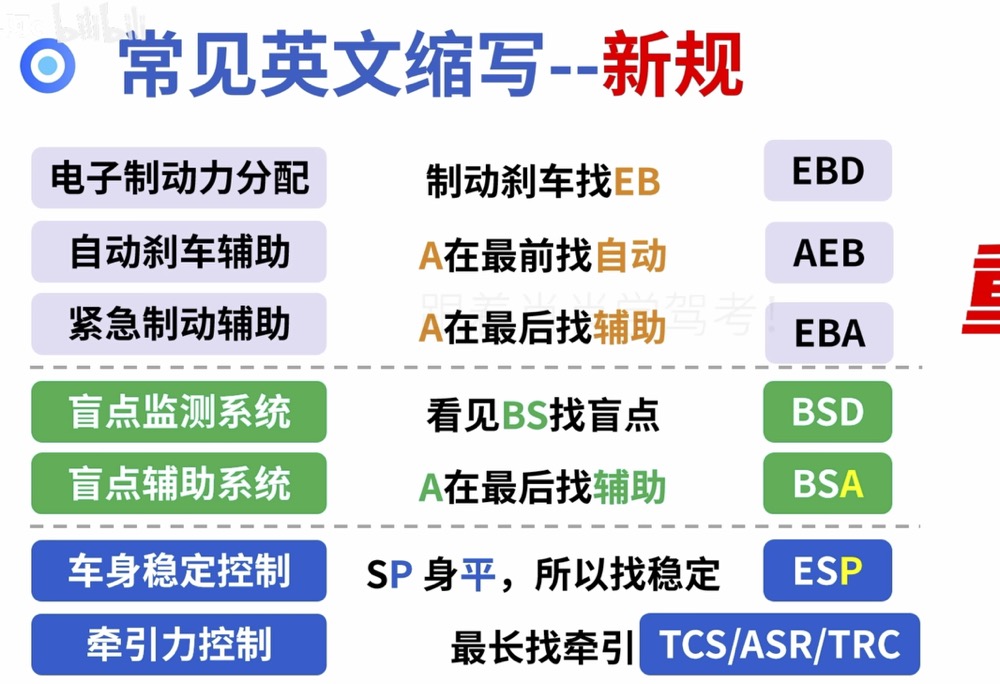 bilibili
常见英文缩写--新规
电子制动力分配 制动刹车找EB EBD
自动刹车辅助 A在最前找自动 AEB
紧急制动辅助 A在最后找辅助 EBA
盲点监测系统 看见BS找盲点 BSD
盲点辅助系统 A在最后找辅助 BSA
车身稳定控制 SP 身平，所以找稳定 ESP
牵引力控制 最长找牵引 TCS/ASR/TRC